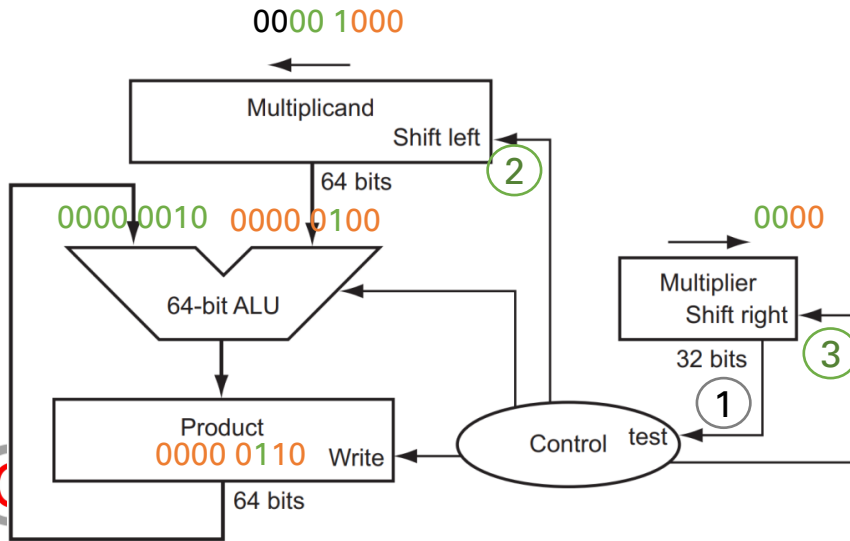 0000 1000
Multiplicand
Shift left
2
64 bits
0000 0010 0000 0100
0000
64-bit ALU
Multiplier
Shift right
3
32 bits
1
Product
0000 0110
Write
Control
test
64 bits